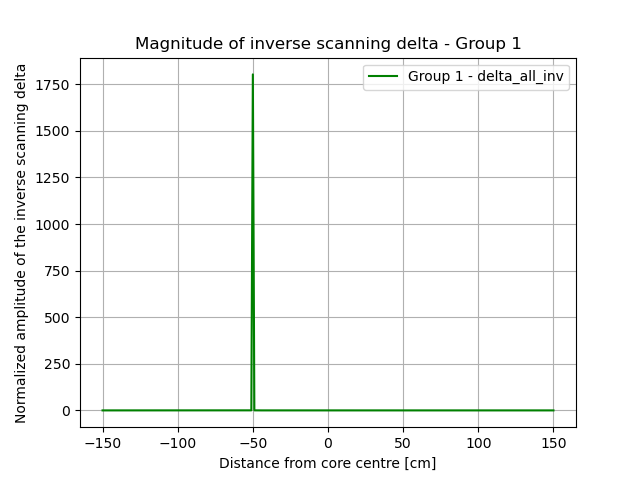 Magnitude of inverse scanning delta - Group 1
Group 1 - delta_all_inv
Normalized amplitude of the inverse scanning delta
1750
1500
1250
1000
750
500
250
0
−150 −100 −50 0 50 100 150
Distance from core centre [cm]